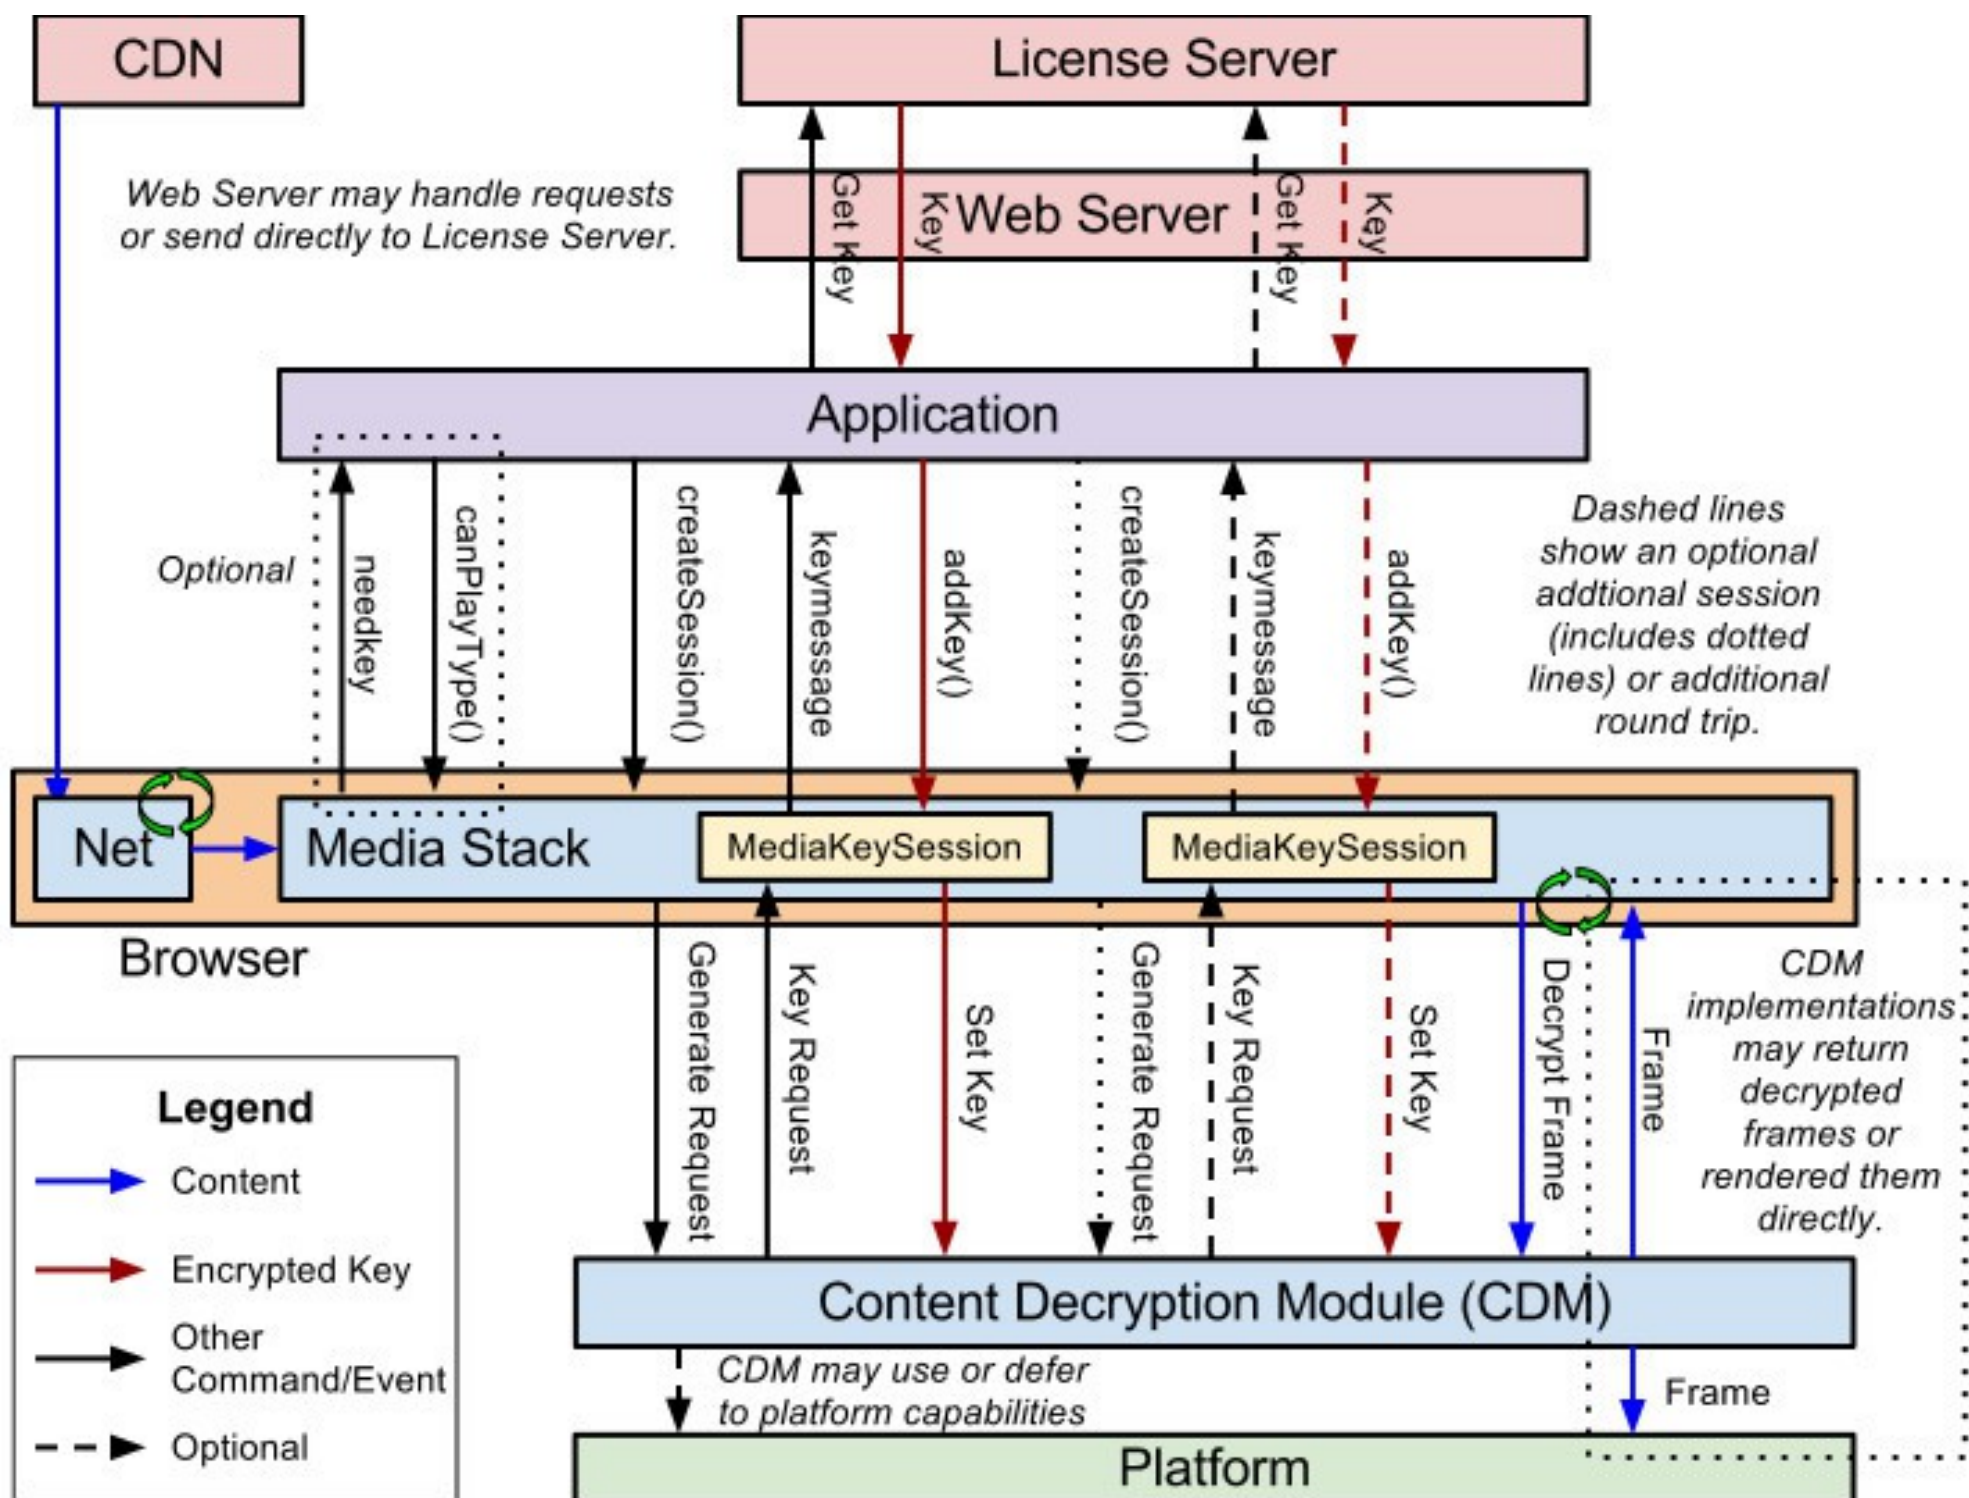 CDN
License Server
Web Server may handle requests
or send directly to License Server.
Get Key
Key
Web Server
Get Key
Key
Application
Optional
needkey
canPlayType()
createSession()
keymessage
addKey()
createSession()
keymessage
addKey()
Dashed lines
show an optional
addtional session
(includes dotted
lines) or additional
round trip.
Net
Media Stack
MediaKeySession
MediaKeySession
Browser
Generate Request
Key Request
Set Key
Generate Request
Key Request
Set Key
Decrypt Frame
Frame
CDM
implementations
may return
decrypted
frames or
rendered them
directly.
Legend
Content
Encrypted Key
Other
Command/Event
Optional
Content Decryption Module (CDM)
CDM may use or defer
to platform capabilities
Frame
Platform